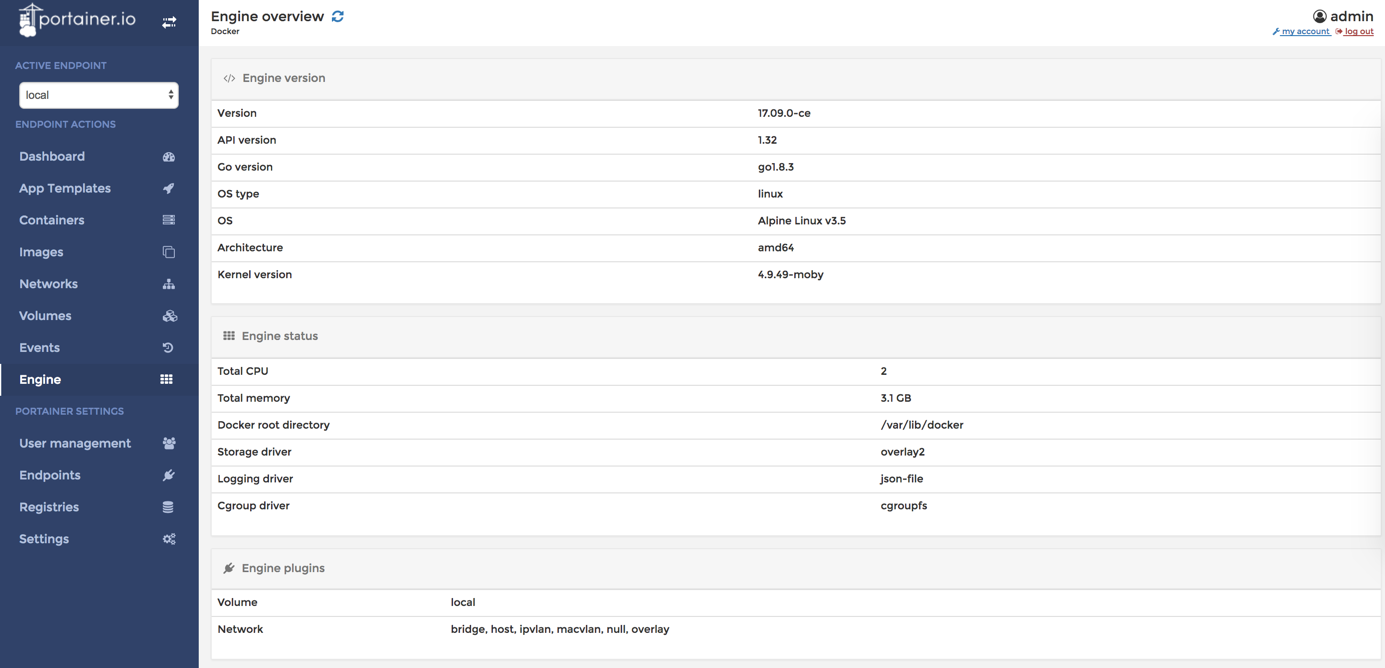 portainer.io
ACTIVE ENDPOINT
local
ENDPOINT ACTIONS
Dashboard
App Templates
Containers
Images
Networks
Volumes
Events
Engine
PORTAINER SETTINGS
User management
Endpoints
Registries
Settings
Engine overview
Docker
admin
my account log out
Engine version
Version 17.09.0-ce
API version 1.32
Go version go1.8.3
OS type linux
OS Alpine Linux v3.5
Architecture amd64
Kernel version 4.9.49-moby
Engine status
Total CPU 2
Total memory 3.1 GB
Docker root directory /var/lib/docker
Storage driver overlay2
Logging driver json-file
Cgroup driver cgroupfs
Engine plugins
Volume local
Network bridge, host, ipvlan, macvlan, null, overlay